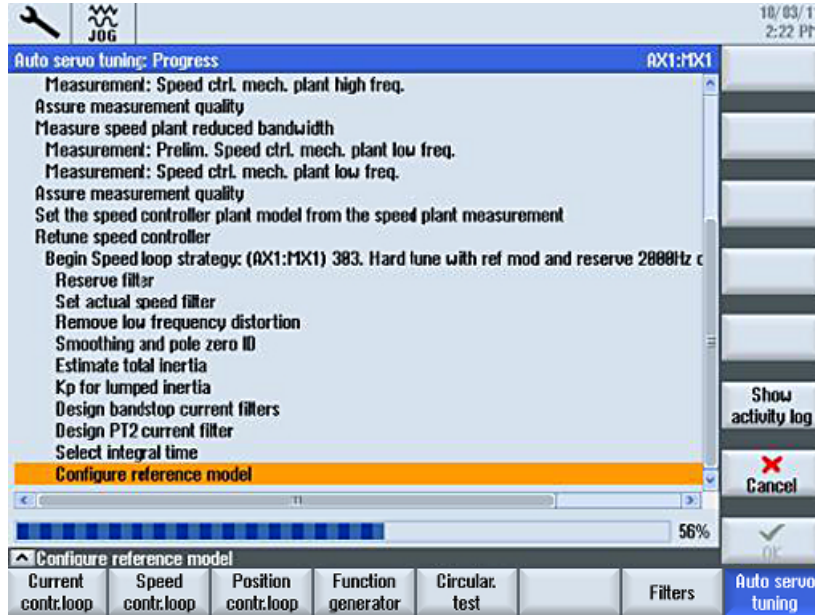 JOG
10/03/1
2:22 PM
Auto servo tuning: Progress AX1:MX1
Measurement: Speed ctrl. mech. plant high freq.
Assure measurement quality
Measure speed plant reduced bandwidth
Measurement: Prelim. Speed ctrl. mech. plant low freq.
Measurement: Speed ctrl. mech. plant low freq.
Assure measurement quality
Set the speed controller plant model from the speed plant measurement
Retune speed controller
Begin Speed loop strategy: (AX1:MX1) 303. Hard tune with ref mod and reserve 2000Hz c
Reserve filter
Set actual speed filter
Remove low frequency distortion
Smoothing and pole zero ID
Estimate total inertia
Kp for lumped inertia
Design bandstop current filters
Design PT2 current filter
Select integral time
Configure reference model
56%
Configure reference model
Show
activity log
Cancel
OK
Current
contr.loop
Speed
contr.loop
Position
contr.loop
Function
generator
Circular.
test
Filters
Auto servo
tuning